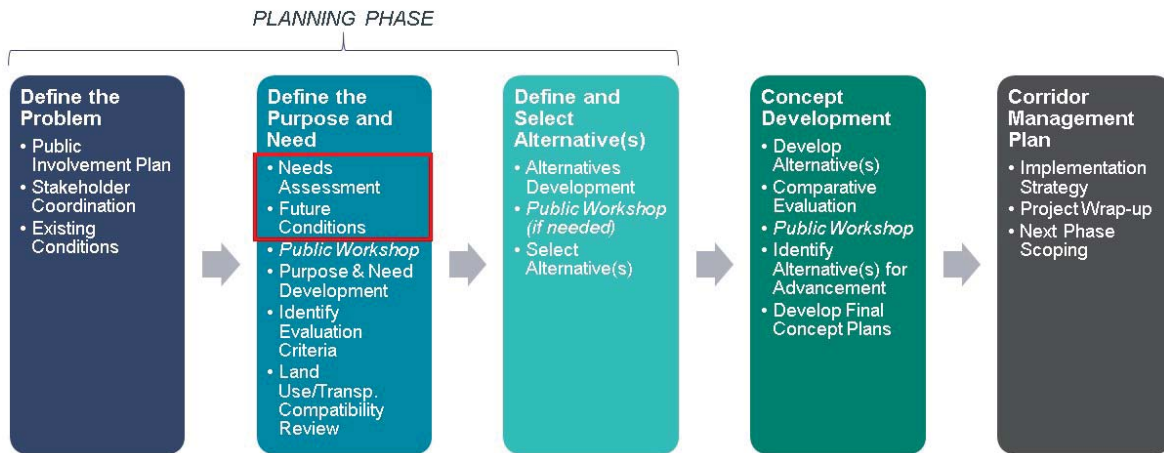 PLANNING PHASE
Define the
Problem
• Public
Involvement Plan
• Stakeholder
Coordination
• Existing
Conditions
Define the
Purpose and
Need
• Needs
Assessment
• Future
Conditions
• Public Workshop
• Purpose & Need
Development
• Identify
Evaluation
Criteria
• Land
Use/Transp.
Compatibility
Review
Define and
Select
Alternative(s)
• Alternatives
Development
• Public Workshop
(if needed)
• Select
Alternative(s)
Concept
Development
• Develop
Alternative(s)
• Comparative
Evaluation
• Public Workshop
• Identify
Alternative(s) for
Advancement
• Develop Final
Concept Plans
Corridor
Management
Plan
• Implementation
Strategy
• Project Wrap-up
• Next Phase
Scoping